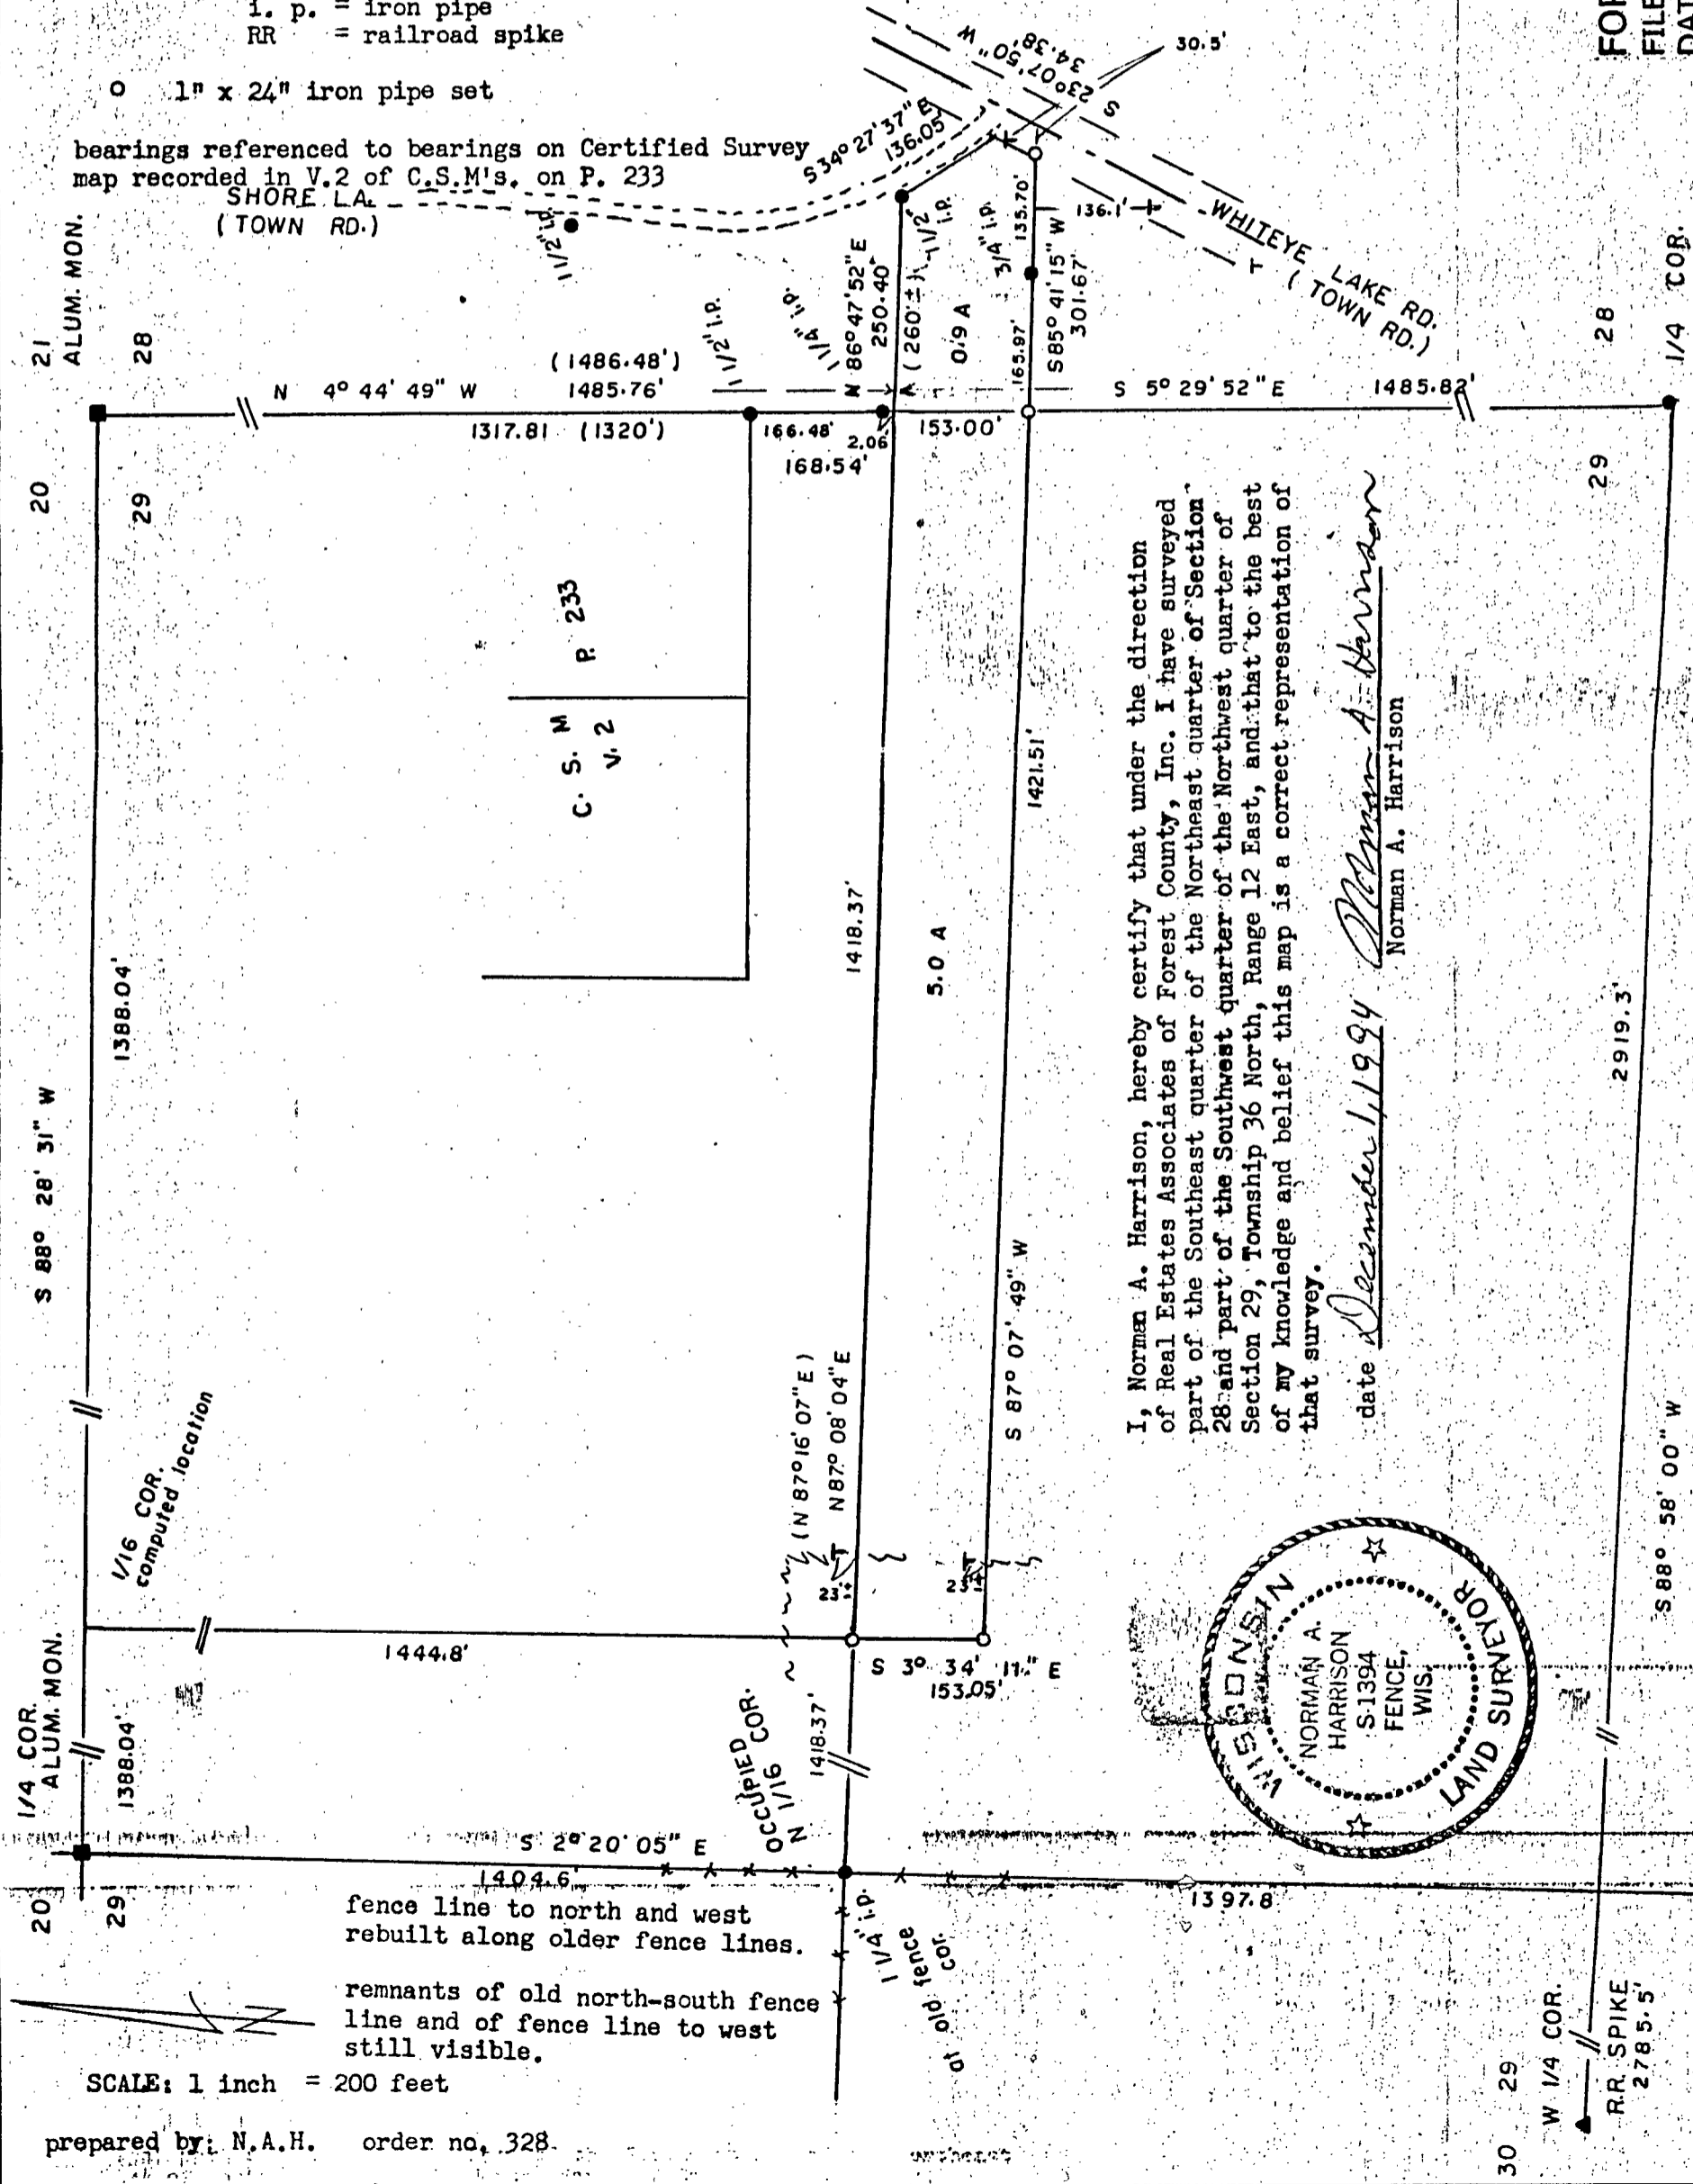 i. p. = iron pipe
RR = railroad spike
o 1" x 24" iron pipe set
bearings referenced to bearings on Certified Survey
map recorded in V.2 of C.S.M's. on P. 233
SHORE LA.
(TOWN RD.)
1 1/2" i.p.
S 34° 27' 37" E
136.05'
S 23° 07' 50" W
34.38'
30.5'
136.1'
WHITEYE LAKE RD.
(TOWN RD.)
FILE
21
ALUM. MON.
28
20
29
N 4° 44' 49" W
(1486.48')
1485.76'
1317.81 (1320')
1 1/2" i.p.
1/4" i.p.
166.48'
2.06'
168.54'
N 86° 47' 52" E
250.40'
(260'±)
1 1/2" i.p.
0.9 A
3/4" i.p.
135.70'
165.97'
S 85° 41' 15" W
301.67'
153.00'
S 5° 29' 52" E
1485.82'
28
29
1/4 COR.
C. S. M
V. 2
P. 233
S 88° 28' 31" W
1388.04'
1418.37'
5.0 A
1421.51'
S 87° 07' 49" W
(N 87° 16' 07" E)
N 87° 08' 04" E
23'±
23'±
1/16 COR.
computed location
1444.8'
S 3° 34' 11" E
153.05'
1/4 COR.
ALUM. MON.
1388.04'
20
29
OCCUPIED
N 1/16 COR.
1418.37'
S 2° 20' 05" E
1404.6
1397.8
1 1/4" i.p.
at old fence
cor.
I, Norman A. Harrison, hereby certify that under the direction
of Real Estates Associates of Forest County, Inc. I have surveyed
part of the Southeast quarter of the Northeast quarter of Section
28 and part of the Southwest quarter of the Northwest quarter of
Section 29, Township 36 North, Range 12 East, and that to the best
of my knowledge and belief this map is a correct representation of
that survey.
date December 1, 1994 Norman A. Harrison
Norman A. Harrison
WISCONSIN
NORMAN A.
HARRISON
S-1394
FENCE,
WIS.
LAND SURVEYOR
2919.3'
S 88° 58' 00" W
fence line to north and west
rebuilt along older fence lines.
remnants of old north-south fence
line and of fence line to west
still visible.
SCALE: 1 inch = 200 feet
prepared by: N.A.H. order no. 328
30
29
W 1/4 COR.
R.R. SPIKE
2785.5'